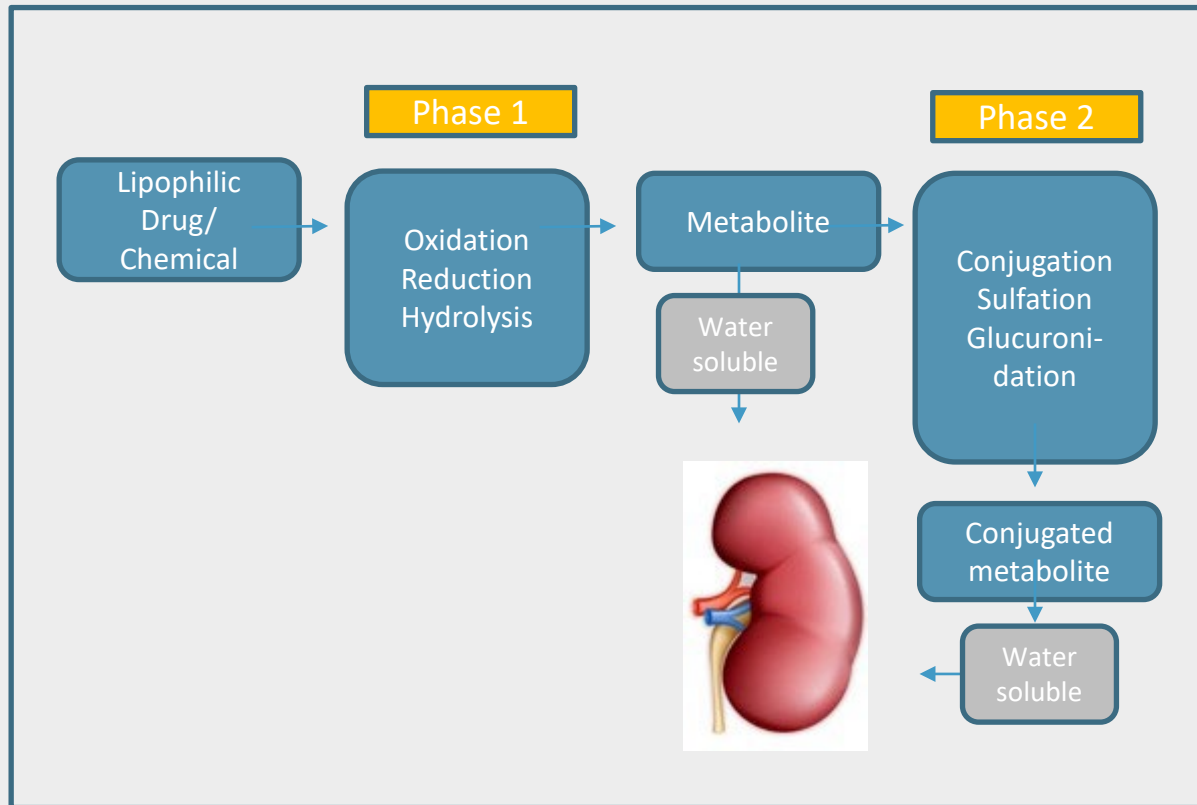 Phase 1
Phase 2
Lipophilic
Drug/
Chemical
Oxidation
Reduction
Hydrolysis
Metabolite
Water
soluble
Conjugation
Sulfation
Glucuroni-
dation
Conjugated
metabolite
Water
soluble